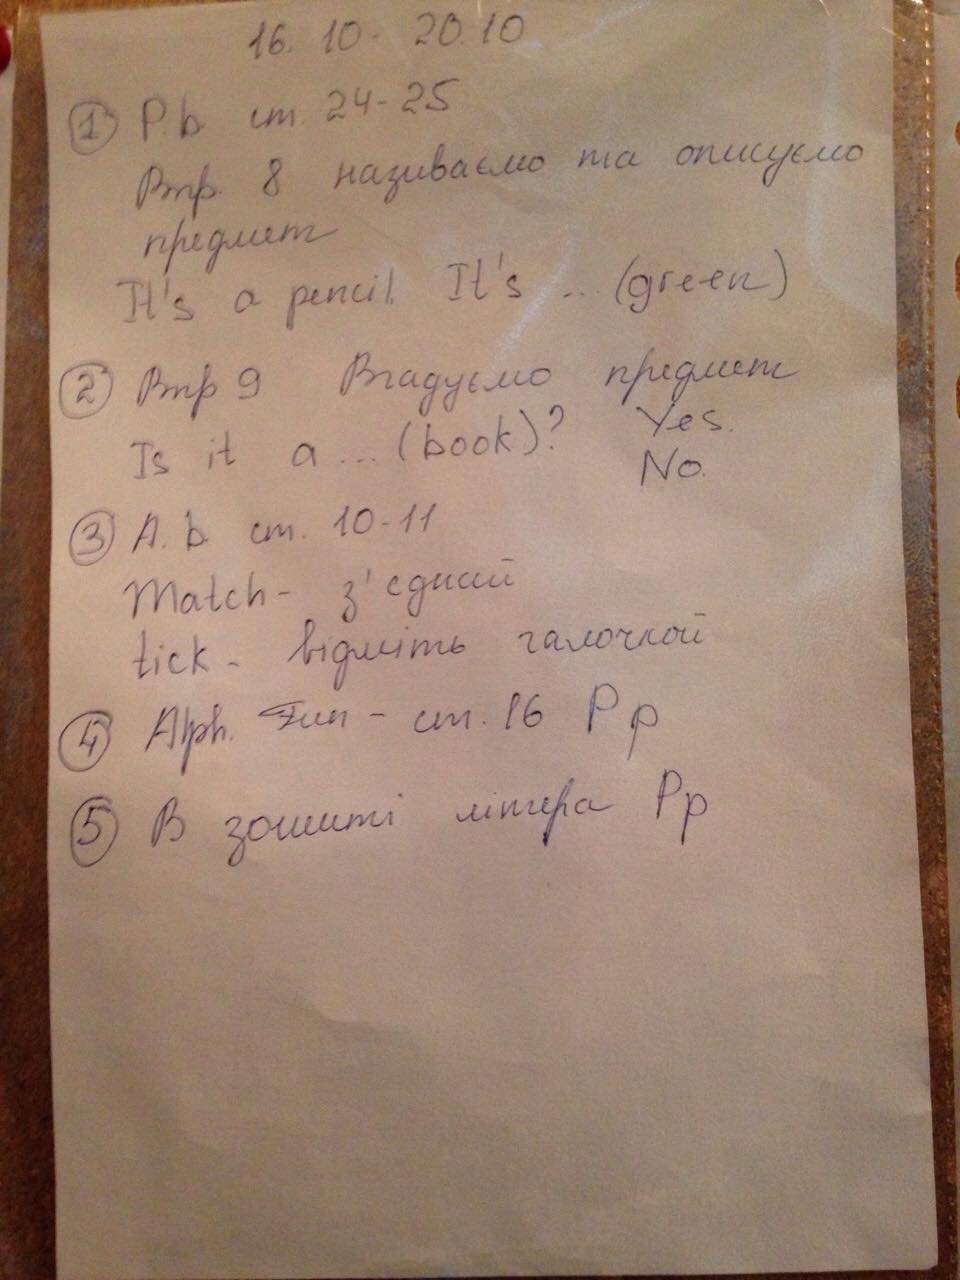 16. 10 - 20.10
① P.b. ст. 24-25
Впр. 8 називаємо та описуємо
предмет
It's a pencil. It's ... (green)
② Впр 9 Вгадуємо предмет
Is it a ... (book)? Yes.
No.
③ A.b. ст. 10-11
Match - з'єднай
tick - відміть галочкой
④ Alph. Fun - ст. 16 Pp
⑤ В зошиті літера Pp